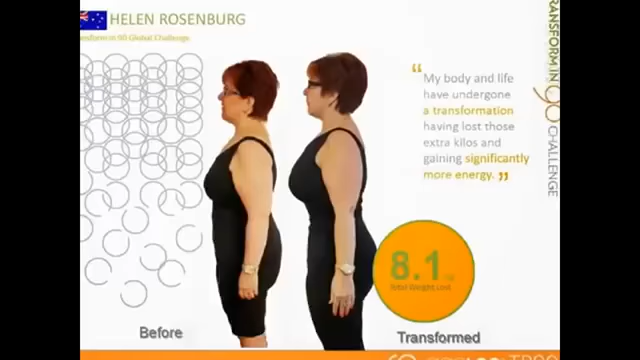 HELEN ROSENBURG
Transform in 90 Global Challenge
“ My body and life
have undergone
a transformation
having lost those
extra kilos and
gaining significantly
more energy. ”
8.1
Total Weight Lost
Before
Transformed
TRANSFORM IN
90
CHALLENGE